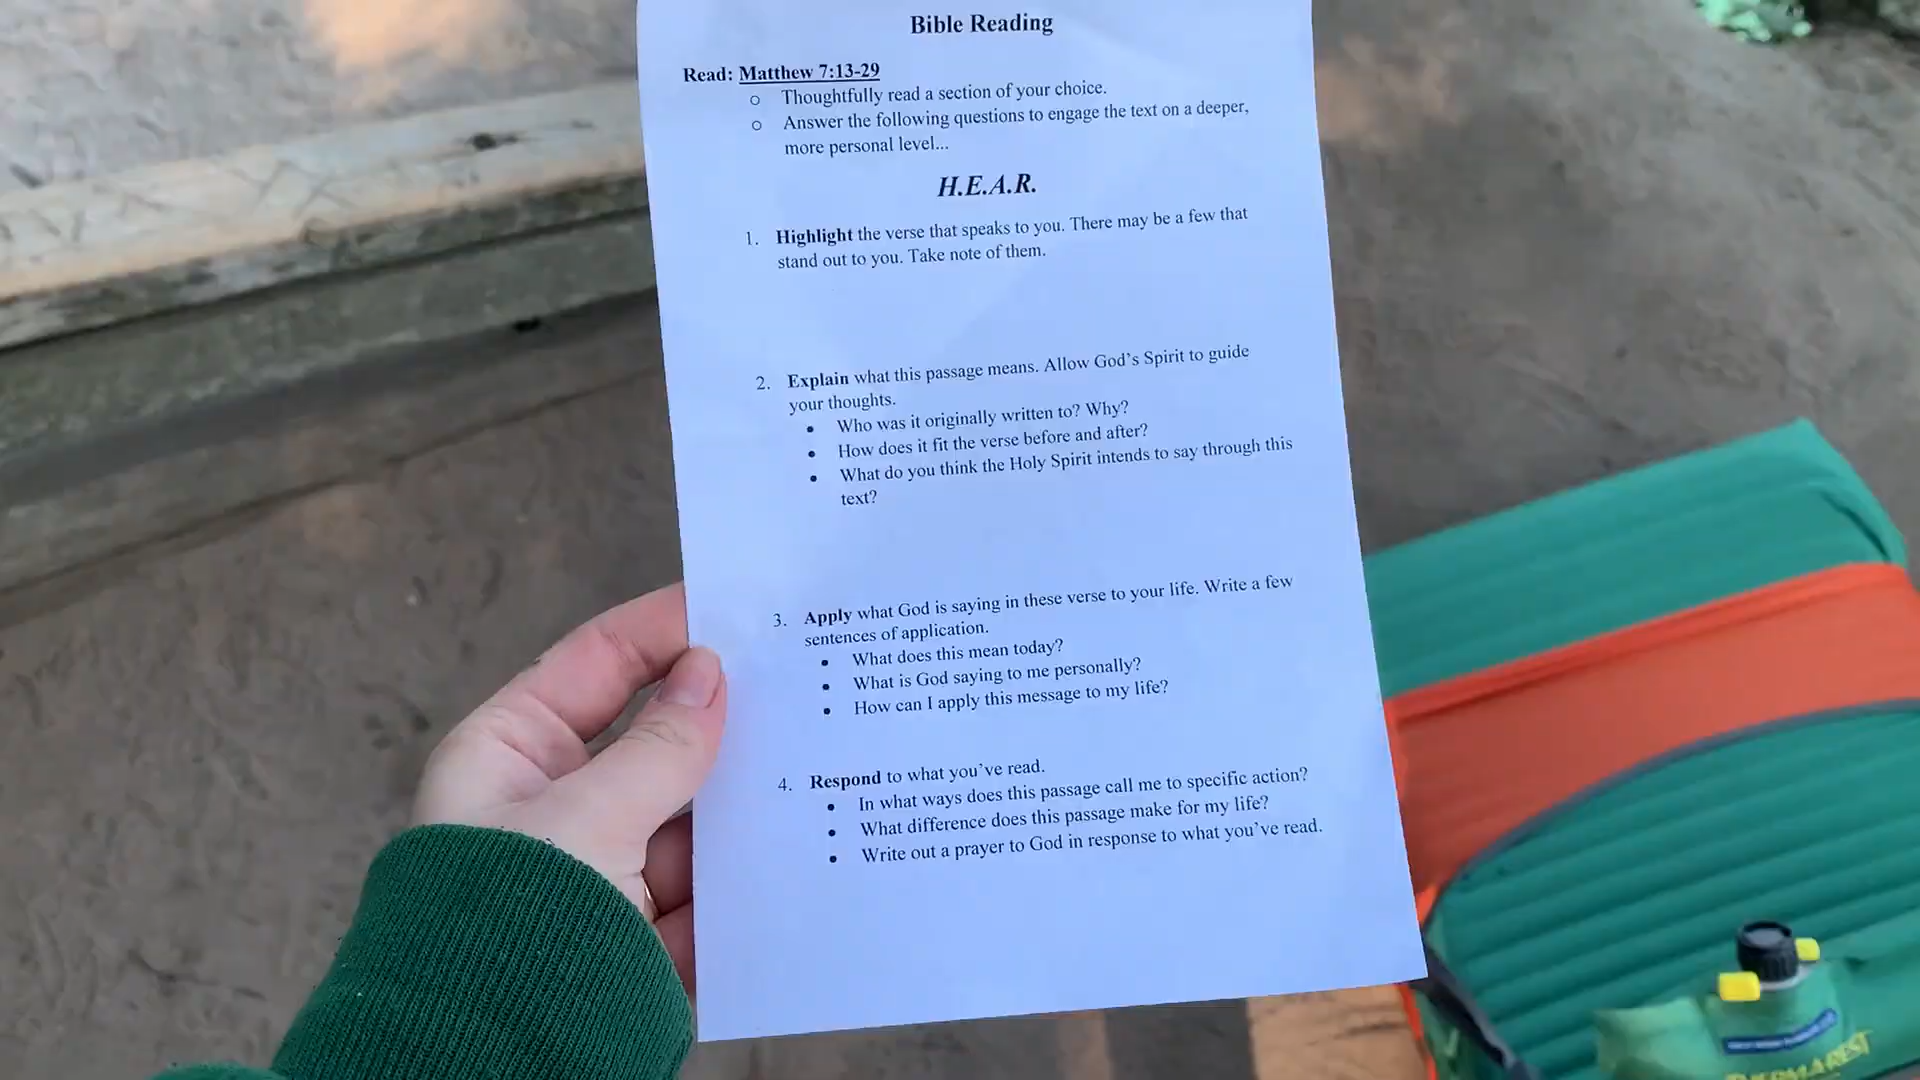 Bible Reading
Read: Matthew 7:13-29
○ Thoughtfully read a section of your choice.
○ Answer the following questions to engage the text on a deeper,
more personal level...
H.E.A.R.
1. Highlight the verse that speaks to you. There may be a few that
stand out to you. Take note of them.
2. Explain what this passage means. Allow God's Spirit to guide
your thoughts.
• Who was it originally written to? Why?
• How does it fit the verse before and after?
• What do you think the Holy Spirit intends to say through this
text?
3. Apply what God is saying in these verse to your life. Write a few
sentences of application.
• What does this mean today?
• What is God saying to me personally?
• How can I apply this message to my life?
4. Respond to what you've read.
• In what ways does this passage call me to specific action?
• What difference does this passage make for my life?
• Write out a prayer to God in response to what you've read.